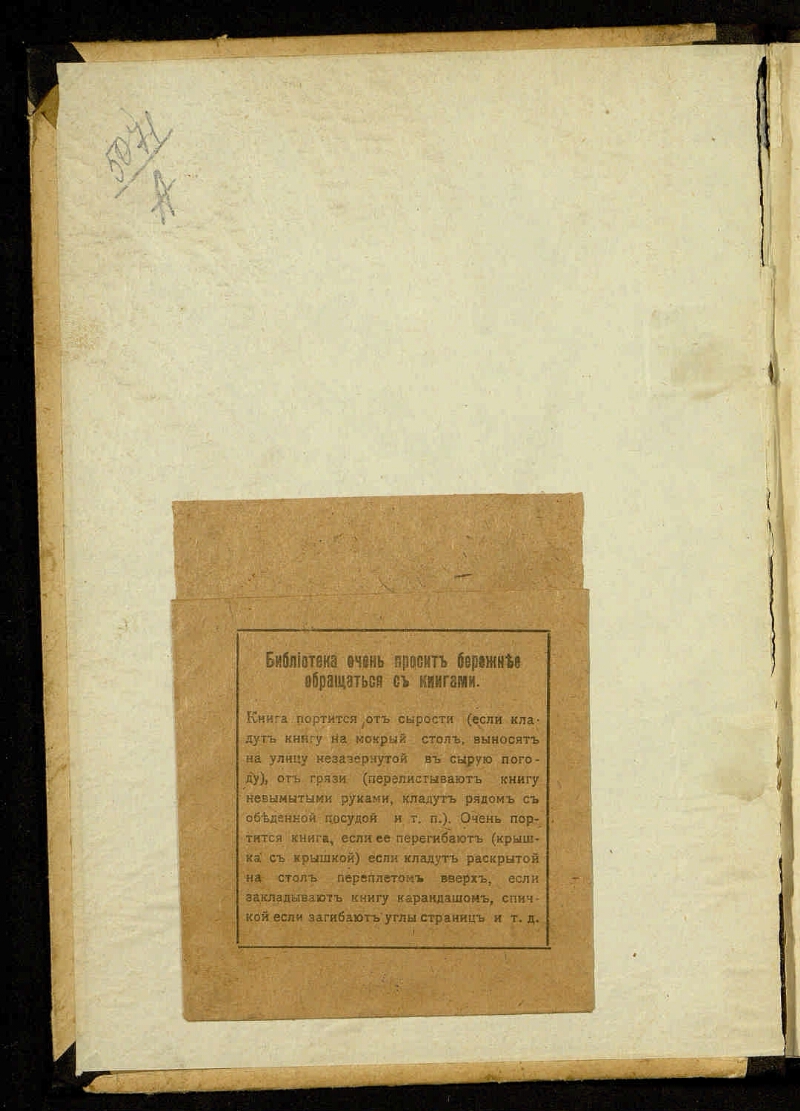 5071
А
Библіотека очень проситъ бережнѣе
обращаться съ книгами.
Книга портится отъ сырости (если кла-
дутъ книгу на мокрый столъ, выносятъ
на улицу незавернутой въ сырую пого-
ду), отъ грязи (перелистываютъ книгу
невымытыми руками, кладутъ рядомъ съ
обѣденной посудой и т. п.). Очень пор-
тится книга, если ее перегибаютъ (крыш-
ка съ крышкой) если кладутъ раскрытой
на столъ переплетомъ вверхъ, если
закладываютъ книгу карандашомъ, спич-
кой если загибаютъ углы страницъ и т. д.